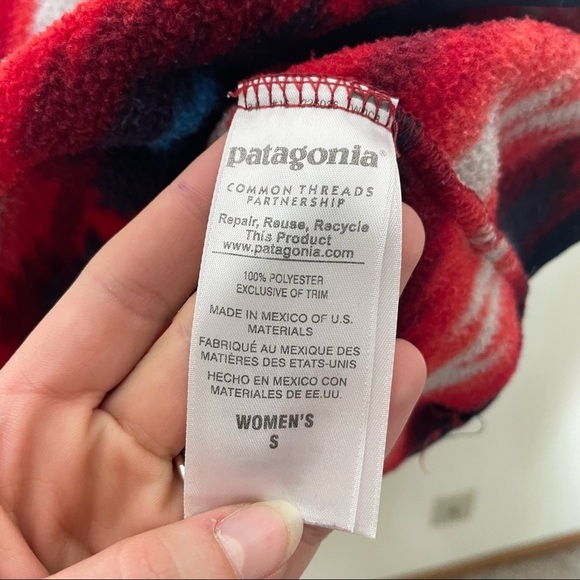 patagonia®
COMMON THREADS
PARTNERSHIP
Repair, Reuse, Recycle
This Product
www.patagonia.com
100% POLYESTER
EXCLUSIVE OF TRIM
MADE IN MEXICO OF U.S.
MATERIALS
FABRIQUÉ AU MEXIQUE DES
MATIÈRES DES ETATS-UNIS
HECHO EN MEXICO CON
MATERIALES DE EE.UU.
WOMEN'S
S